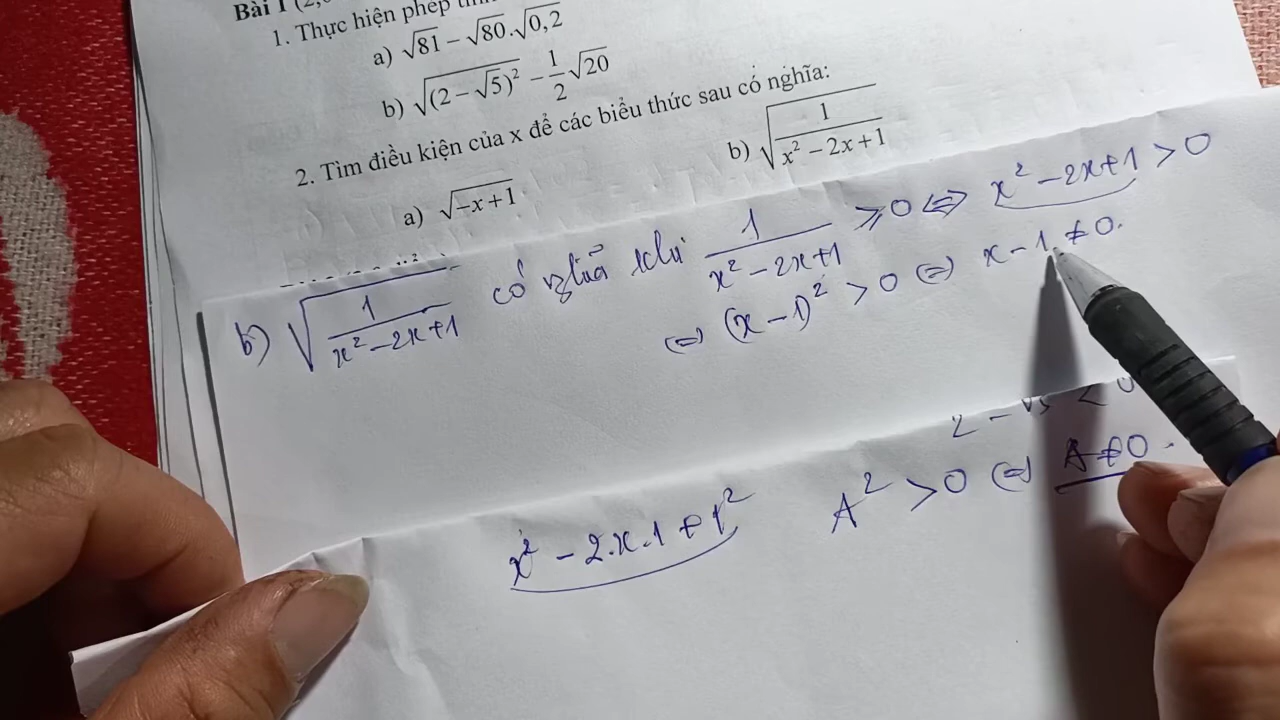 Bài 1 (2,
1. Thực hiện phép
a) √81 − √80.√0,2
b) √(2 − √5)² − 1/2 √20
2. Tìm điều kiện của x để các biểu thức sau có nghĩa:
a) √−x + 1
b) √1/(x² − 2x + 1)
b) √1/(x² − 2x + 1) có nghĩa khi 1/(x² − 2x + 1) ≥ 0 ⇔ x² − 2x + 1 > 0
⇔ (x − 1)² > 0 ⇔ x − 1 ≠ 0.
2 − √5 < 0
x² − 2.x.1 + 1²
A² > 0 ⇔ A ≠ 0.